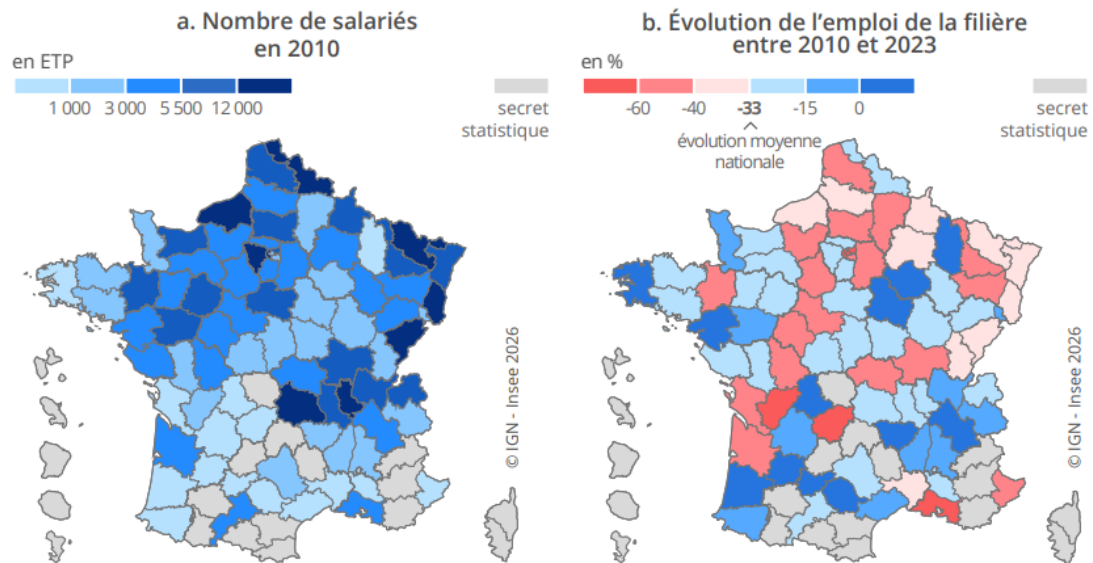 a. Nombre de salariés
en 2010
en ETP
1 000 3 000 5 500 12 000
secret
statistique
© IGN - Insee 2026
b. Évolution de l’emploi de la filière
entre 2010 et 2023
en %
-60 -40 -33 -15 0
évolution moyenne
nationale
secret
statistique
© IGN - Insee 2026